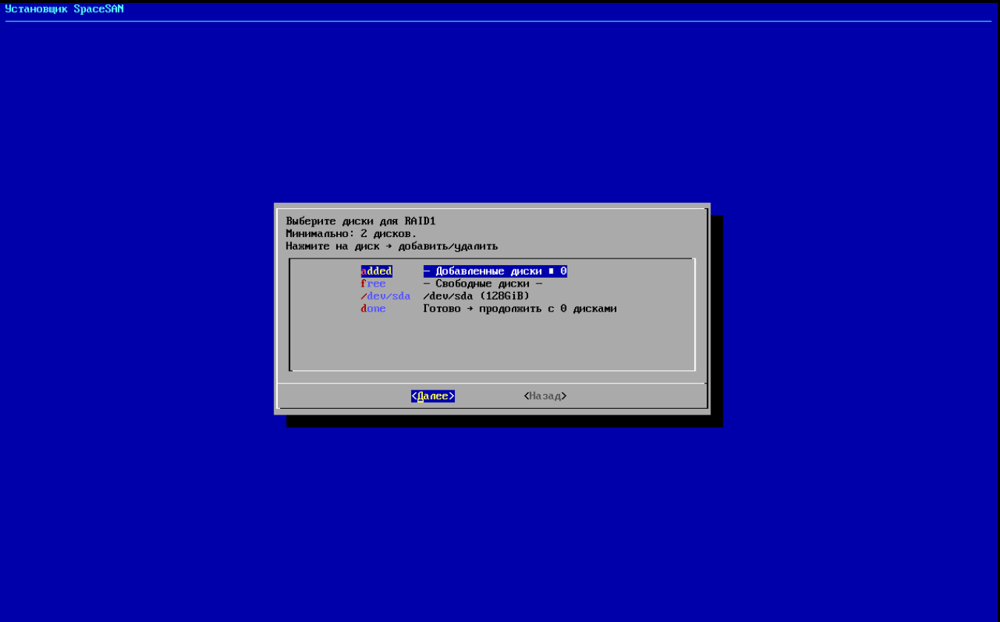 Установщик SpaceSAN
Выберите диски для RAID1
Минимально: 2 дисков.
Нажмите на диск → добавить/удалить
added — Добавленные диски ∎ 0
free — Свободные диски —
/dev/sda /dev/sda (128GiB)
done Готово → продолжить с 0 дисками
<Далее> <Назад>